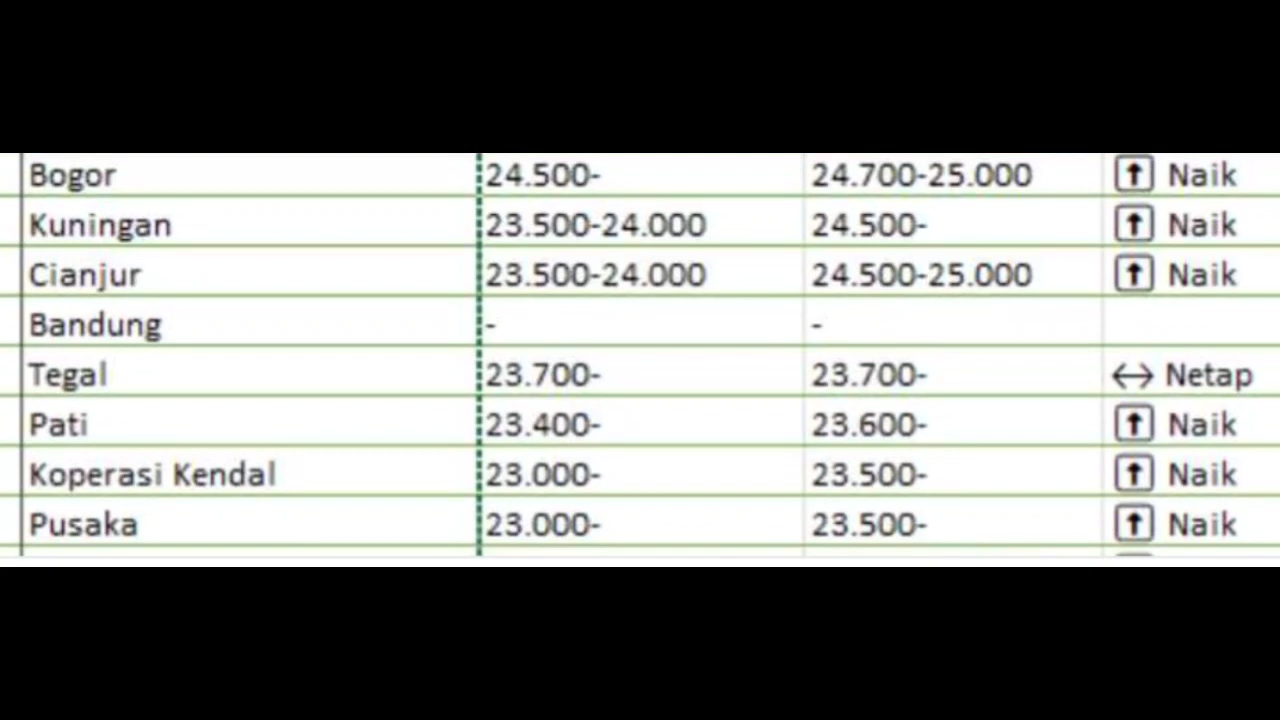 Bogor 24.500- 24.700-25.000 ↑ Naik
Kuningan 23.500-24.000 24.500- ↑ Naik
Cianjur 23.500-24.000 24.500-25.000 ↑ Naik
Bandung - -
Tegal 23.700- 23.700- ↔ Netap
Pati 23.400- 23.600- ↑ Naik
Koperasi Kendal 23.000- 23.500- ↑ Naik
Pusaka 23.000- 23.500- ↑ Naik